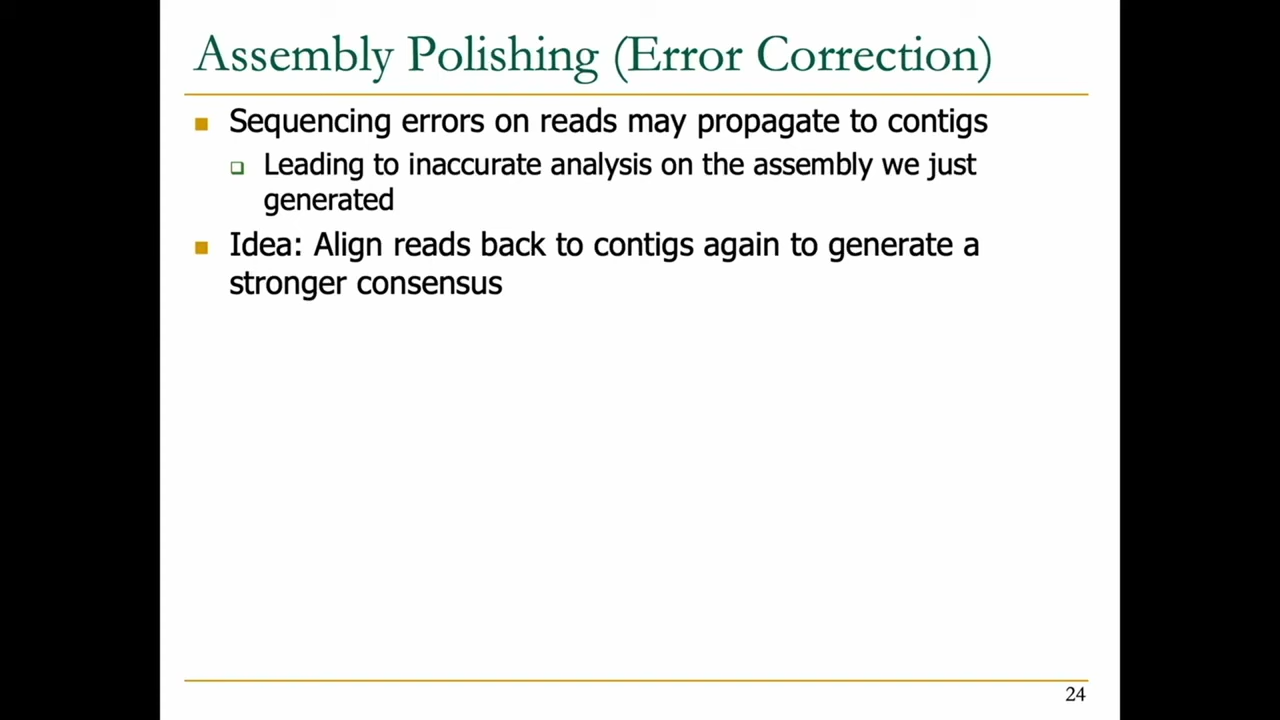 Assembly Polishing (Error Correction)
Sequencing errors on reads may propagate to contigs
Leading to inaccurate analysis on the assembly we just
generated
Idea: Align reads back to contigs again to generate a
stronger consensus
24